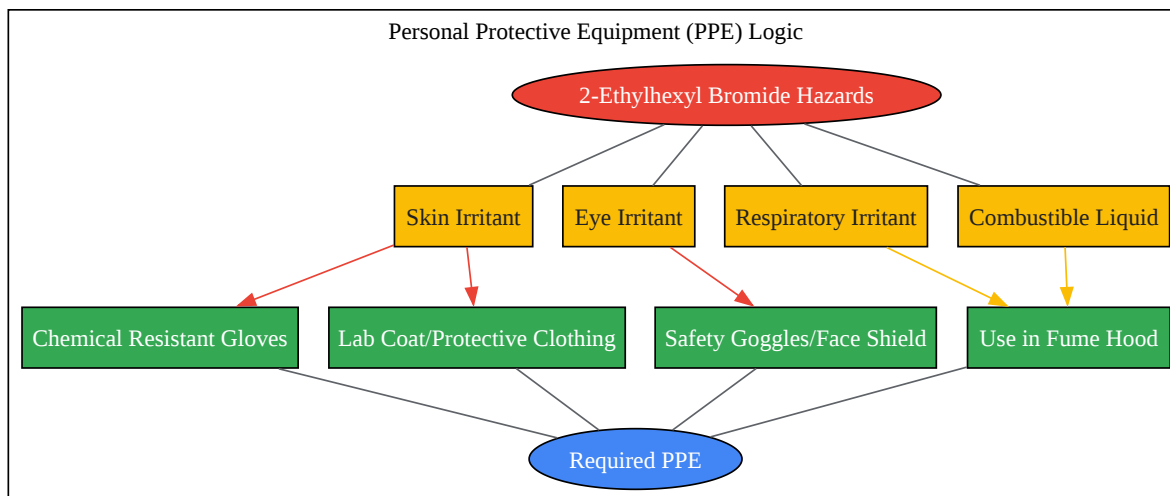 Personal Protective Equipment (PPE) Logic
2-Ethylhexyl Bromide Hazards
Skin Irritant
Eye Irritant
Respiratory Irritant
Combustible Liquid
Chemical Resistant Gloves
Lab Coat/Protective Clothing
Safety Goggles/Face Shield
Use in Fume Hood
Required PPE